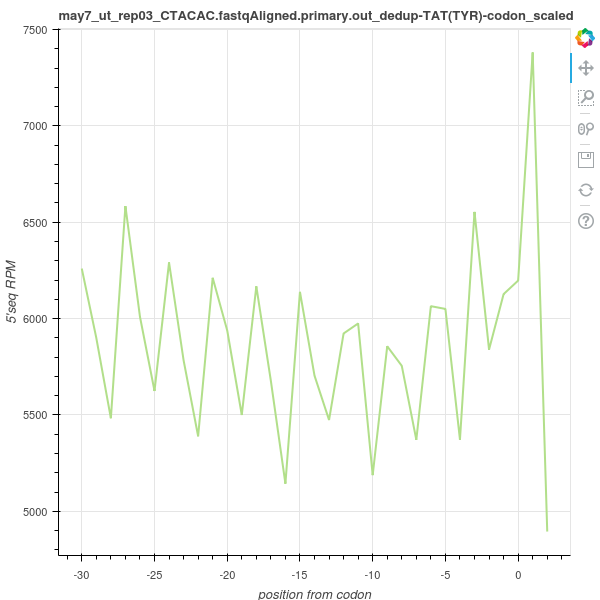 may7_ut_rep03_CTACAC.fastqAligned.primary.out_dedup-TAT(TYR)-codon_scaled
7500
7000
6500
6000
5500
5000
5'seq RPM
-30 -25 -20 -15 -10 -5 0
position from codon